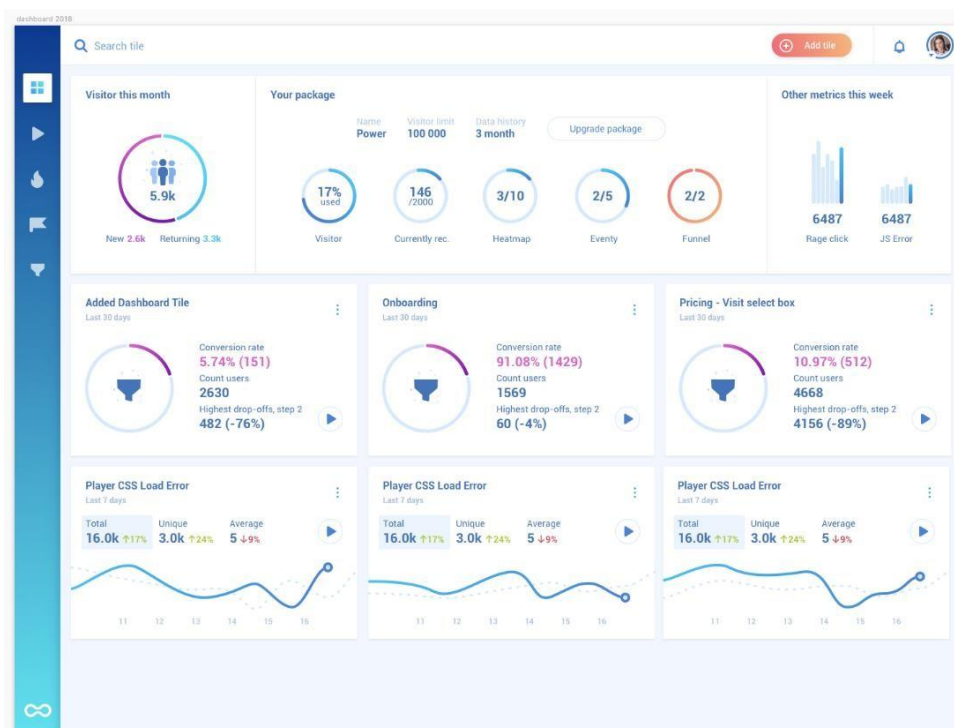 dashboard 2018
Search tile
Add tile
Visitor this month
5.9k
New 2.6k Returning 3.3k
Your package
Name Visitor limit Data history
Power 100 000 3 month
Upgrade package
17%
used
Visitor
146
/2000
Currently rec.
3/10
Heatmap
2/5
Eventy
2/2
Funnel
Other metrics this week
6487
Rage click
6487
JS Error
Added Dashboard Tile
Last 30 days
Conversion rate
5.74% (151)
Count users
2630
Highest drop-offs, step 2
482 (-76%)
Onboarding
Last 30 days
Conversion rate
91.08% (1429)
Count users
1569
Highest drop-offs, step 2
60 (-4%)
Pricing - Visit select box
Last 30 days
Conversion rate
10.97% (512)
Count users
4668
Highest drop-offs, step 2
4156 (-89%)
Player CSS Load Error
Last 7 days
Total Unique Average
16.0k ↑17% 3.0k ↑24% 5 ↓9%
11 12 13 14 15 16
Player CSS Load Error
Last 7 days
Total Unique Average
16.0k ↑17% 3.0k ↑24% 5 ↓9%
11 12 13 14 15 16
Player CSS Load Error
Last 7 days
Total Unique Average
16.0k ↑17% 3.0k ↑24% 5 ↓9%
11 12 13 14 15 16